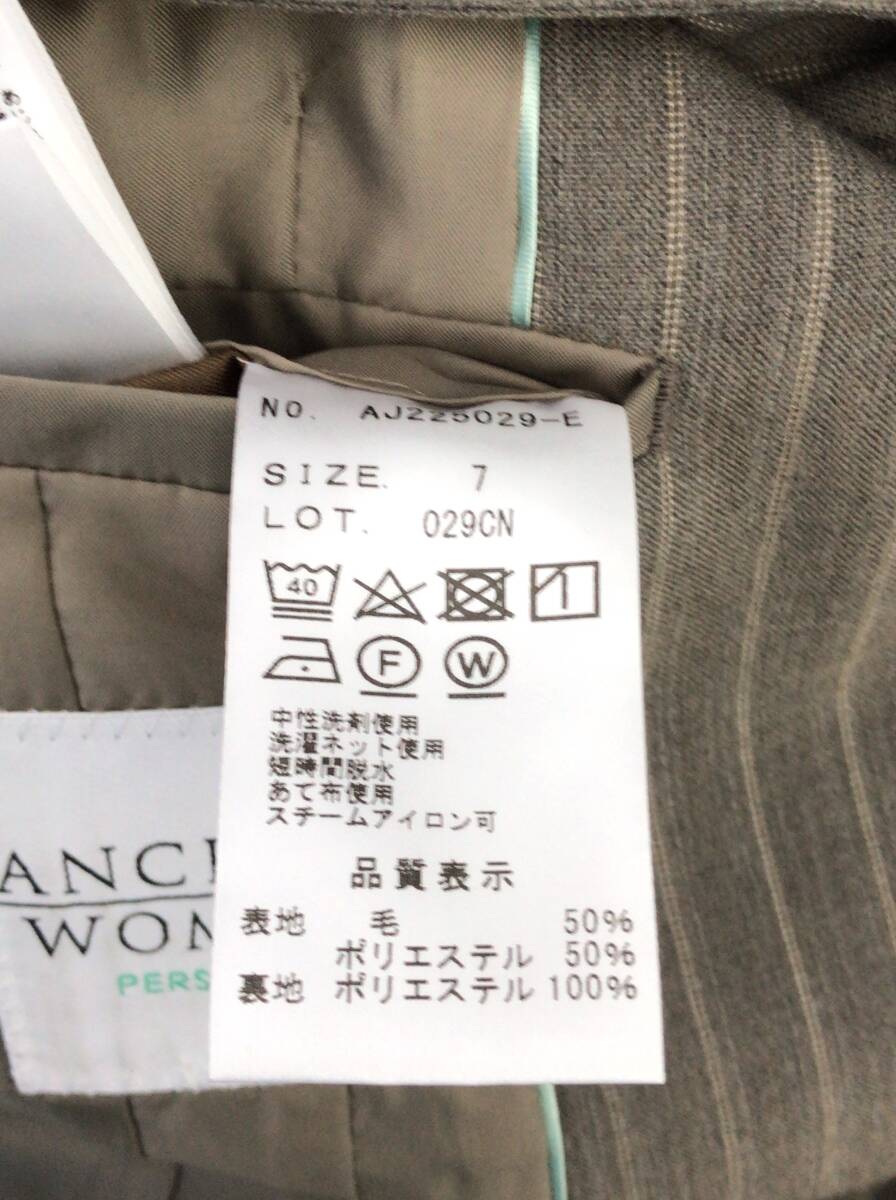 NO. AJ225029-E
SIZE. 7
LOT. 029CN
40
F W
中性洗剤使用
洗濯ネット使用
短時間脱水
あて布使用
スチームアイロン可
品質表示
表地 毛 50%
ポリエステル 50%
裏地 ポリエステル 100%
ANC
WOM
PERS